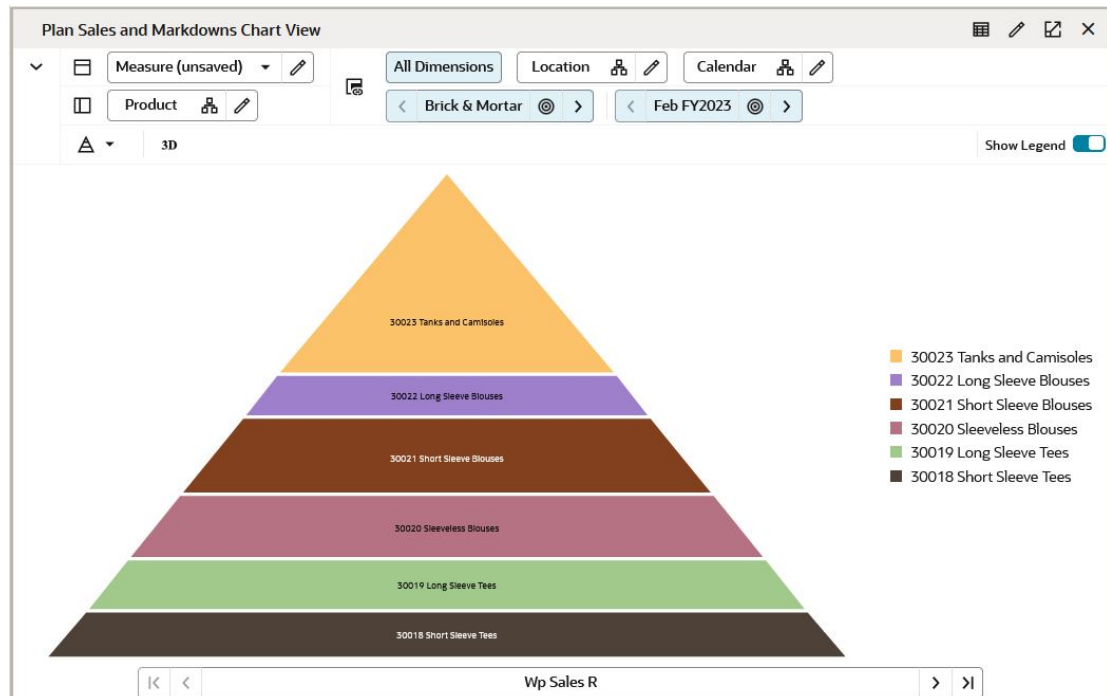 Plan Sales and Markdowns Chart View
Measure (unsaved)
All Dimensions
Location
Calendar
Product
Brick & Mortar
Feb FY2023
3D
Show Legend
30023 Tanks and Camisoles
30022 Long Sleeve Blouses
30021 Short Sleeve Blouses
30020 Sleeveless Blouses
30019 Long Sleeve Tees
30018 Short Sleeve Tees
30023 Tanks and Camisoles
30022 Long Sleeve Blouses
30021 Short Sleeve Blouses
30020 Sleeveless Blouses
30019 Long Sleeve Tees
30018 Short Sleeve Tees
Wp Sales R